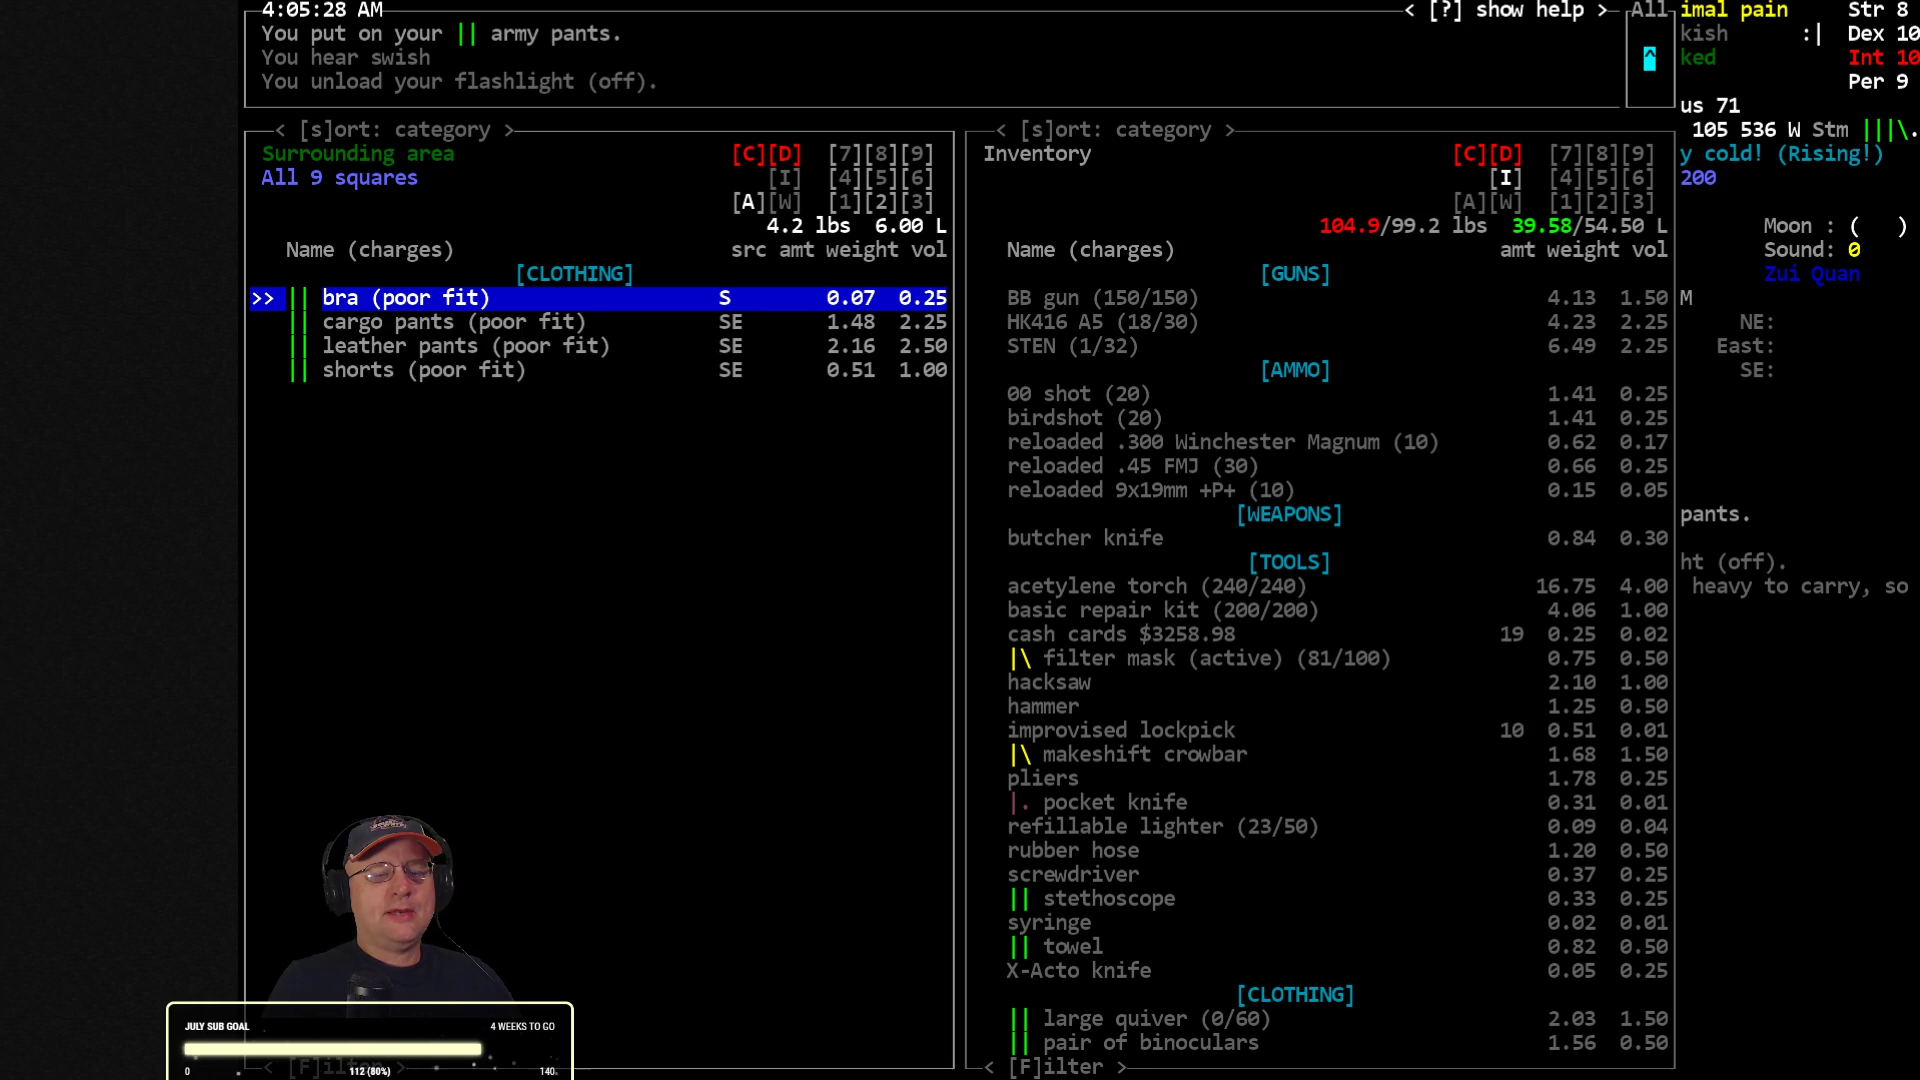 4:05:28 AM
< [?] show help >
You put on your || army pants.
You hear swish
You unload your flashlight (off).
All
^
imal pain Str 8
kish :| Dex 10
ked Int 10
Per 9
us 71
105 536 W Stm |||\.
y cold! (Rising!)
200
Moon : ( )
Sound: 0
Zui Quan
M
NE:
East:
SE:
pants.
ht (off).
heavy to carry, so
< [s]ort: category >
Surrounding area [C][D] [7][8][9]
All 9 squares [I] [4][5][6]
[A][W] [1][2][3]
4.2 lbs 6.00 L
Name (charges) src amt weight vol
[CLOTHING]
>> || bra (poor fit) S 0.07 0.25
|| cargo pants (poor fit) SE 1.48 2.25
|| leather pants (poor fit) SE 2.16 2.50
|| shorts (poor fit) SE 0.51 1.00
< [s]ort: category >
Inventory [C][D] [7][8][9]
[I] [4][5][6]
[A][W] [1][2][3]
104.9/99.2 lbs 39.58/54.50 L
Name (charges) amt weight vol
[GUNS]
BB gun (150/150) 4.13 1.50
HK416 A5 (18/30) 4.23 2.25
STEN (1/32) 6.49 2.25
[AMMO]
00 shot (20) 1.41 0.25
birdshot (20) 1.41 0.25
reloaded .300 Winchester Magnum (10) 0.62 0.17
reloaded .45 FMJ (30) 0.66 0.25
reloaded 9x19mm +P+ (10) 0.15 0.05
[WEAPONS]
butcher knife 0.84 0.30
[TOOLS]
acetylene torch (240/240) 16.75 4.00
basic repair kit (200/200) 4.06 1.00
cash cards $3258.98 19 0.25 0.02
|\ filter mask (active) (81/100) 0.75 0.50
hacksaw 2.10 1.00
hammer 1.25 0.50
improvised lockpick 10 0.51 0.01
|\ makeshift crowbar 1.68 1.50
pliers 1.78 0.25
|. pocket knife 0.31 0.01
refillable lighter (23/50) 0.09 0.04
rubber hose 1.20 0.50
screwdriver 0.37 0.25
|| stethoscope 0.33 0.25
syringe 0.02 0.01
|| towel 0.82 0.50
X-Acto knife 0.05 0.25
[CLOTHING]
|| large quiver (0/60) 2.03 1.50
|| pair of binoculars 1.56 0.50
< [F]ilter >
JULY SUB GOAL 4 WEEKS TO GO
0 112 (80%) 140
< [F]ilter >